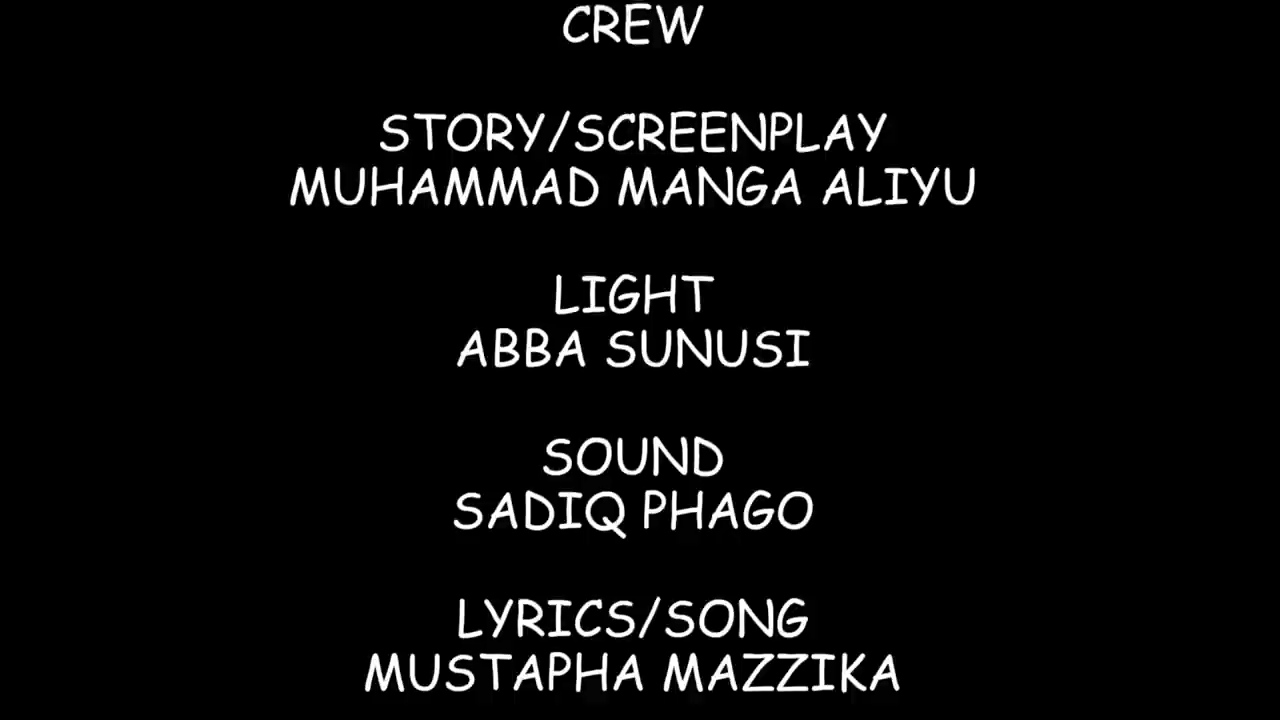 CREW
STORY/SCREENPLAY
MUHAMMAD MANGA ALIYU
LIGHT
ABBA SUNUSI
SOUND
SADIQ PHAGO
LYRICS/SONG
MUSTAPHA MAZZIKA